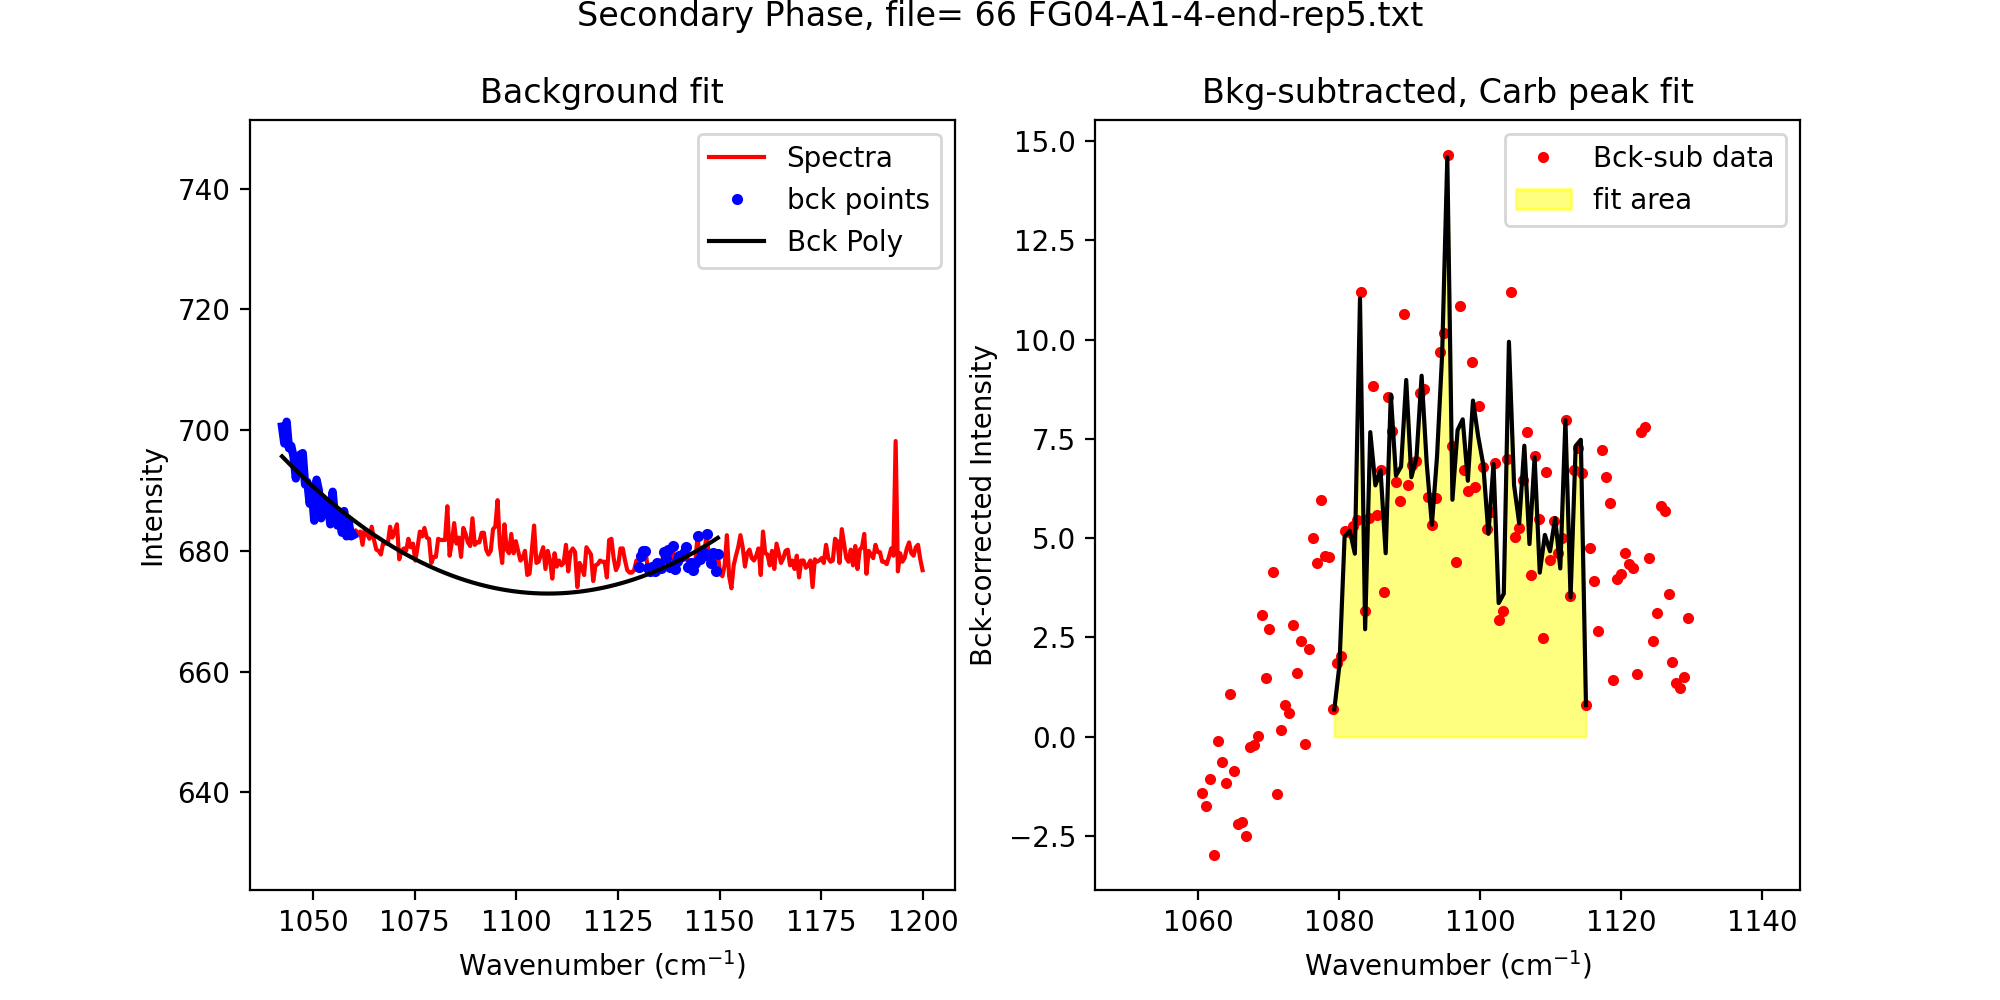 Secondary Phase, file= 66 FG04-A1-4-end-rep5.txt
Background fit
Spectra
bck points
Bck Poly
740
720
700
680
660
640
Intensity
1050 1075 1100 1125 1150 1175 1200
Wavenumber (cm⁻¹)
Bkg-subtracted, Carb peak fit
Bck-sub data
fit area
15.0
12.5
10.0
7.5
5.0
2.5
0.0
−2.5
Bck-corrected Intensity
1060 1080 1100 1120 1140
Wavenumber (cm⁻¹)